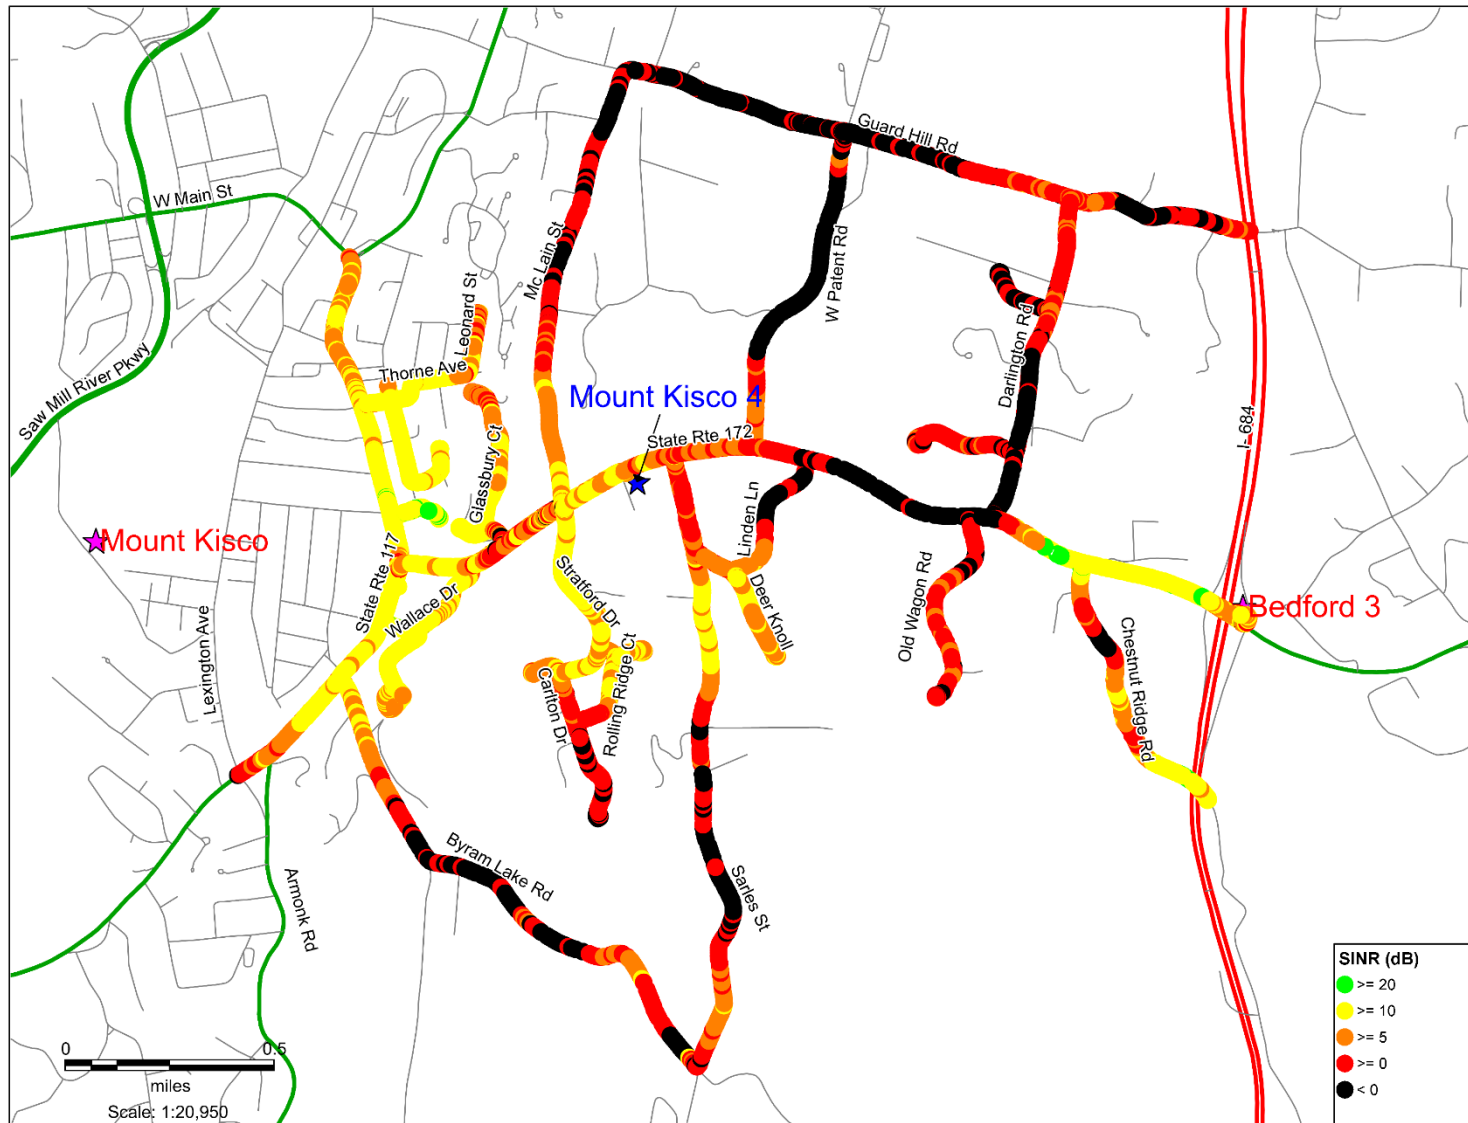 Guard Hill Rd
W Main St
Mc Lain St
W Patent Rd
Leonard St
Thorne Ave
Darlington Rd
Saw Mill River Pkwy
Mount Kisco 4
State Rte 172
I- 684
Glassbury Ct
Mount Kisco
Linden Ln
State Rte 117
Wallace Dr
Stratford Dr
Deer Knoll
Old Wagon Rd
Bedford 3
Lexington Ave
Carlton Dr
Rolling Ridge Ct
Chestnut Ridge Rd
Byram Lake Rd
Sarles St
Armonk Rd
SINR (dB)
>= 20
>= 10
>= 5
>= 0
< 0
0 0.5
miles
Scale: 1:20,950